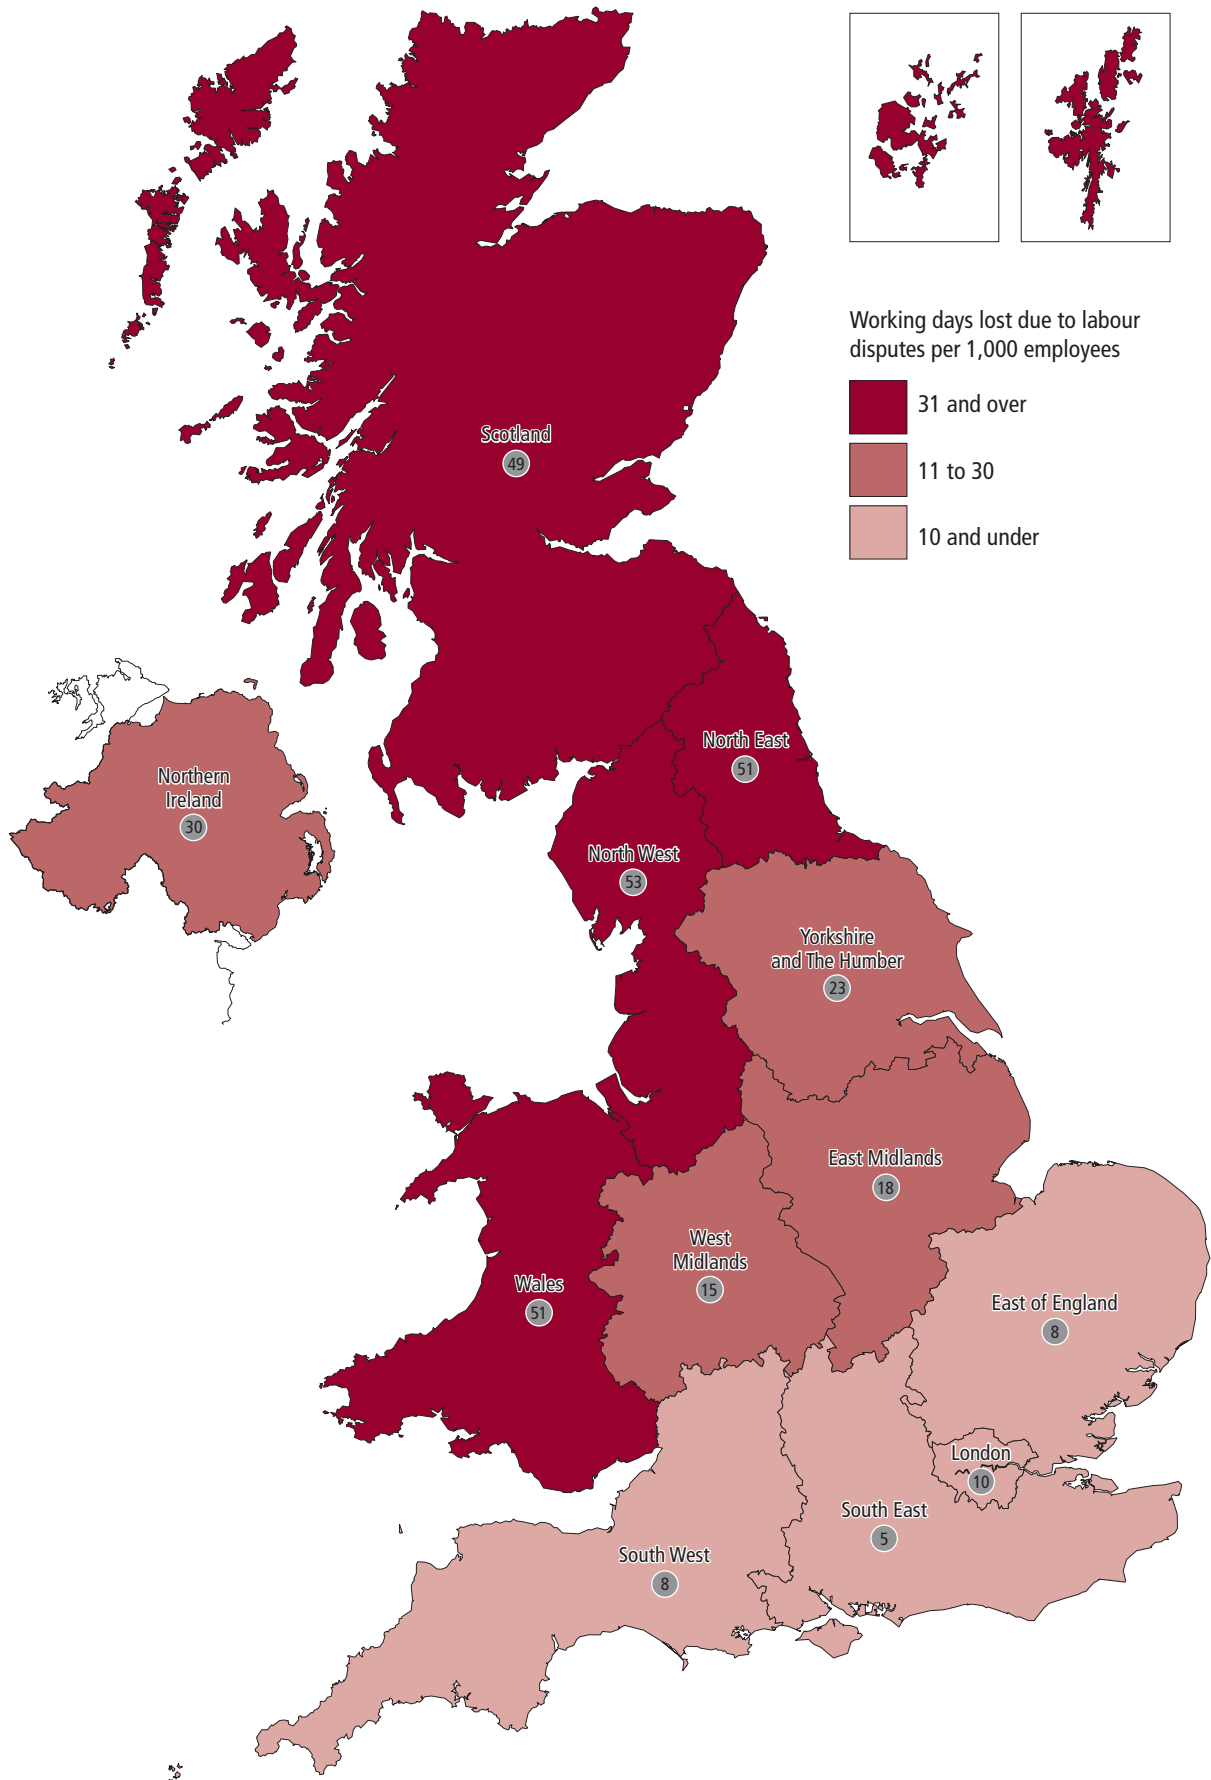 Working days lost due to labour
disputes per 1,000 employees
31 and over
11 to 30
10 and under
Scotland
49
North East
51
Northern
Ireland
30
North West
53
Yorkshire
and The Humber
23
East Midlands
18
West
Midlands
15
Wales
51
East of England
8
London
10
South East
5
South West
8